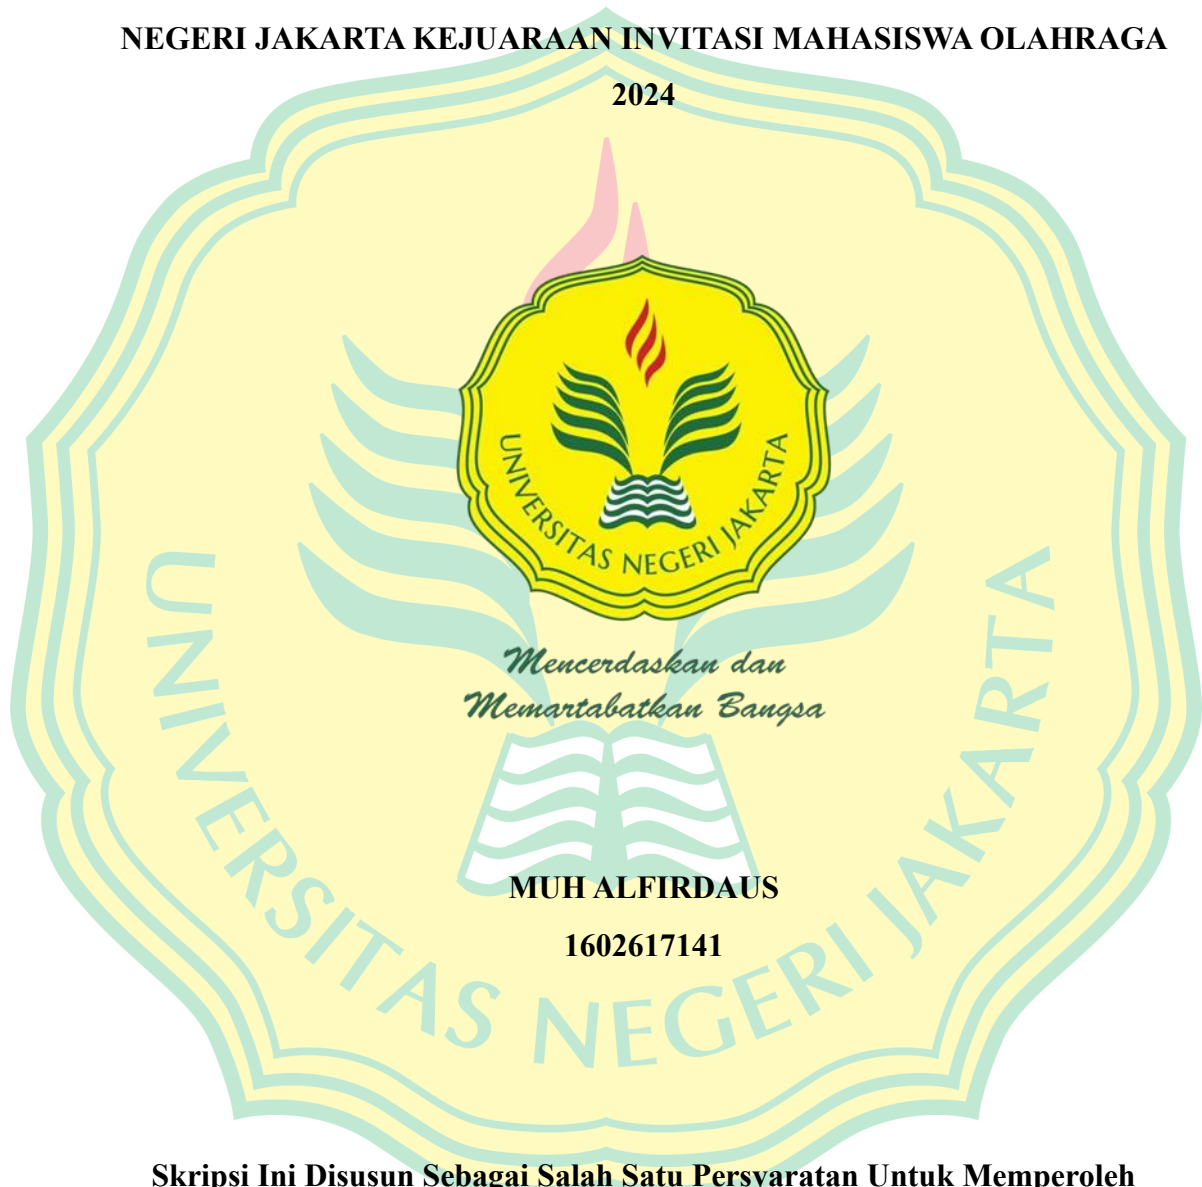 NEGERI JAKARTA KEJUARAAN INVITASI MAHASISWA OLAHRAGA
2024
UNIVERSITAS NEGERI JAKARTA
Mencerdaskan dan
Memartabatkan Bangsa
MUH ALFIRDAUS
1602617141
UNIVERSITAS NEGERI JAKARTA
Skripsi Ini Disusun Sebagai Salah Satu Persyaratan Untuk Memperoleh